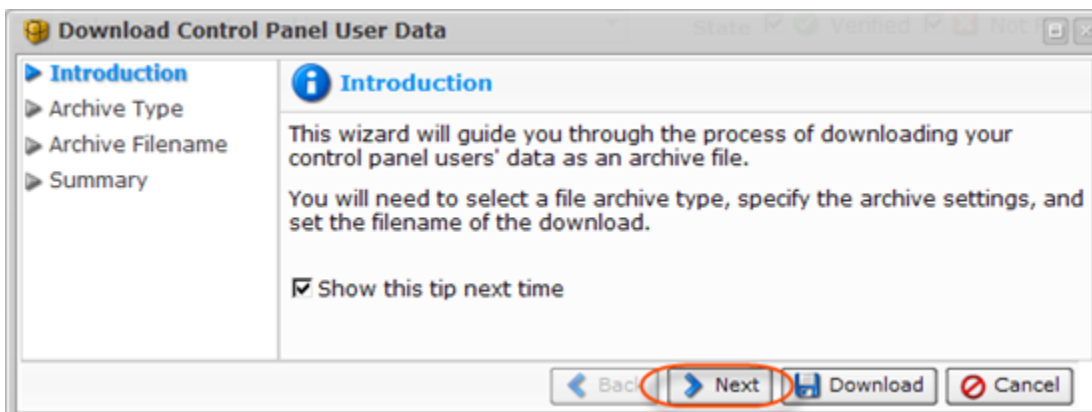 Download Control Panel User Data
State Verified Not
Introduction
Archive Type
Archive Filename
Summary
Introduction
This wizard will guide you through the process of downloading your
control panel users' data as an archive file.
You will need to select a file archive type, specify the archive settings, and
set the filename of the download.
Show this tip next time
Back Next Download Cancel